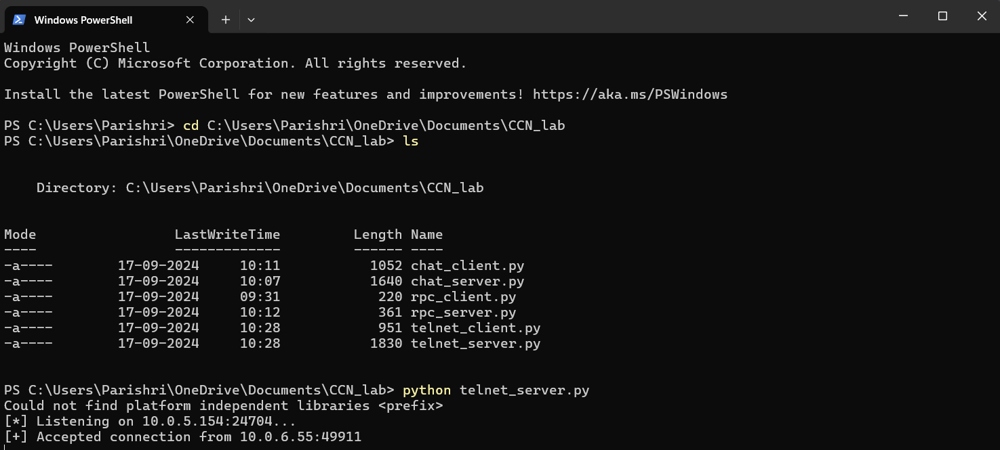 Windows PowerShell
Windows PowerShell
Copyright (C) Microsoft Corporation. All rights reserved.
Install the latest PowerShell for new features and improvements! https://aka.ms/PSWindows
PS C:\Users\Parishri> cd C:\Users\Parishri\OneDrive\Documents\CCN_lab
PS C:\Users\Parishri\OneDrive\Documents\CCN_lab> ls
Directory: C:\Users\Parishri\OneDrive\Documents\CCN_lab
Mode LastWriteTime Length Name
---- ------------- ------ ----
-a---- 17-09-2024 10:11 1052 chat_client.py
-a---- 17-09-2024 10:07 1640 chat_server.py
-a---- 17-09-2024 09:31 220 rpc_client.py
-a---- 17-09-2024 10:12 361 rpc_server.py
-a---- 17-09-2024 10:28 951 telnet_client.py
-a---- 17-09-2024 10:28 1830 telnet_server.py
PS C:\Users\Parishri\OneDrive\Documents\CCN_lab> python telnet_server.py
Could not find platform independent libraries <prefix>
[*] Listening on 10.0.5.154:24704...
[+] Accepted connection from 10.0.6.55:49911